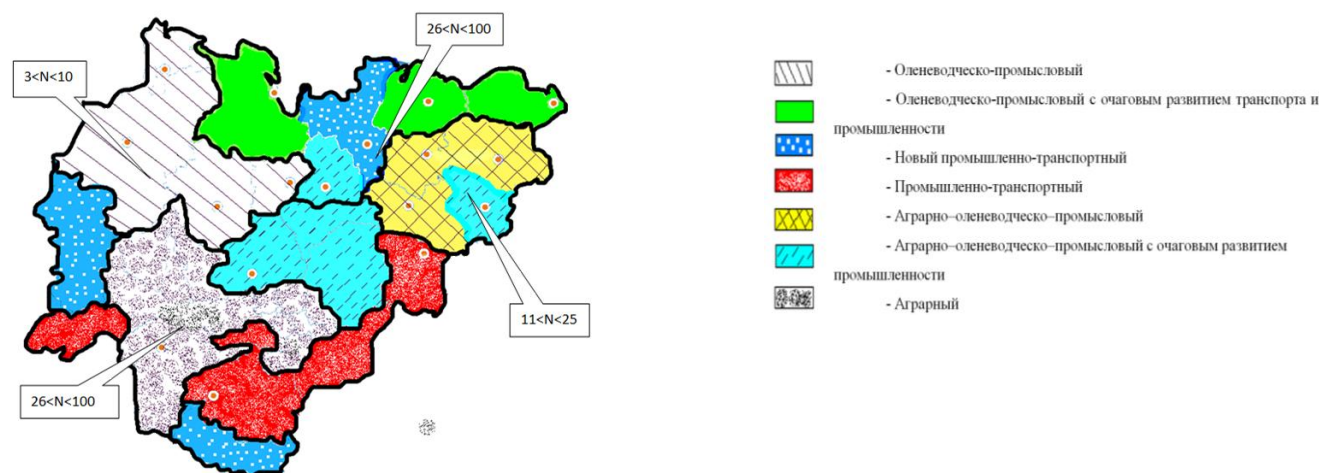 26<N<100
3<N<10
11<N<25
26<N<100
- Оленеводческо-промысловый
- Оленеводческо-промысловый с очаговым развитием транспорта и
промышленности
- Новый промышленно-транспортный
- Промышленно-транспортный
- Аграрно–оленеводческо–промысловый
- Аграрно–оленеводческо–промысловый с очаговым развитием
промышленности
- Аграрный